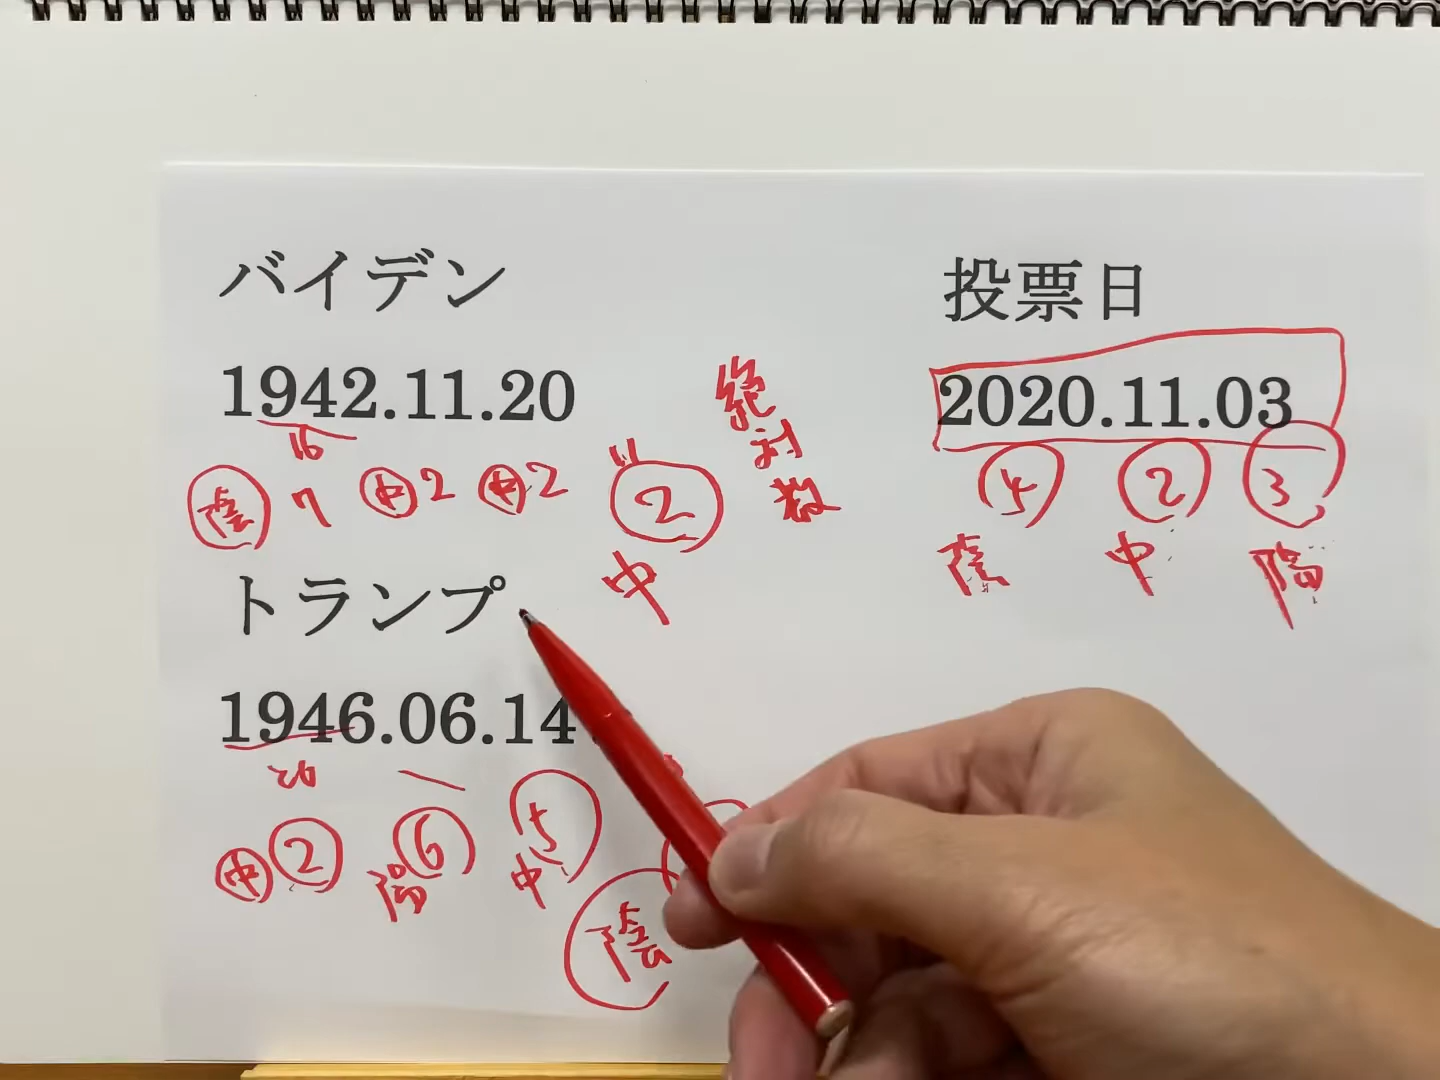 バイデン
1942.11.20
16
陰 7 中 2 中 2
2
中
絶
対
数
トランプ
1946.06.14
20
中 2 陽 6 5
中
陰
投票日
2020.11.03
4 2 3
陰 中 陽